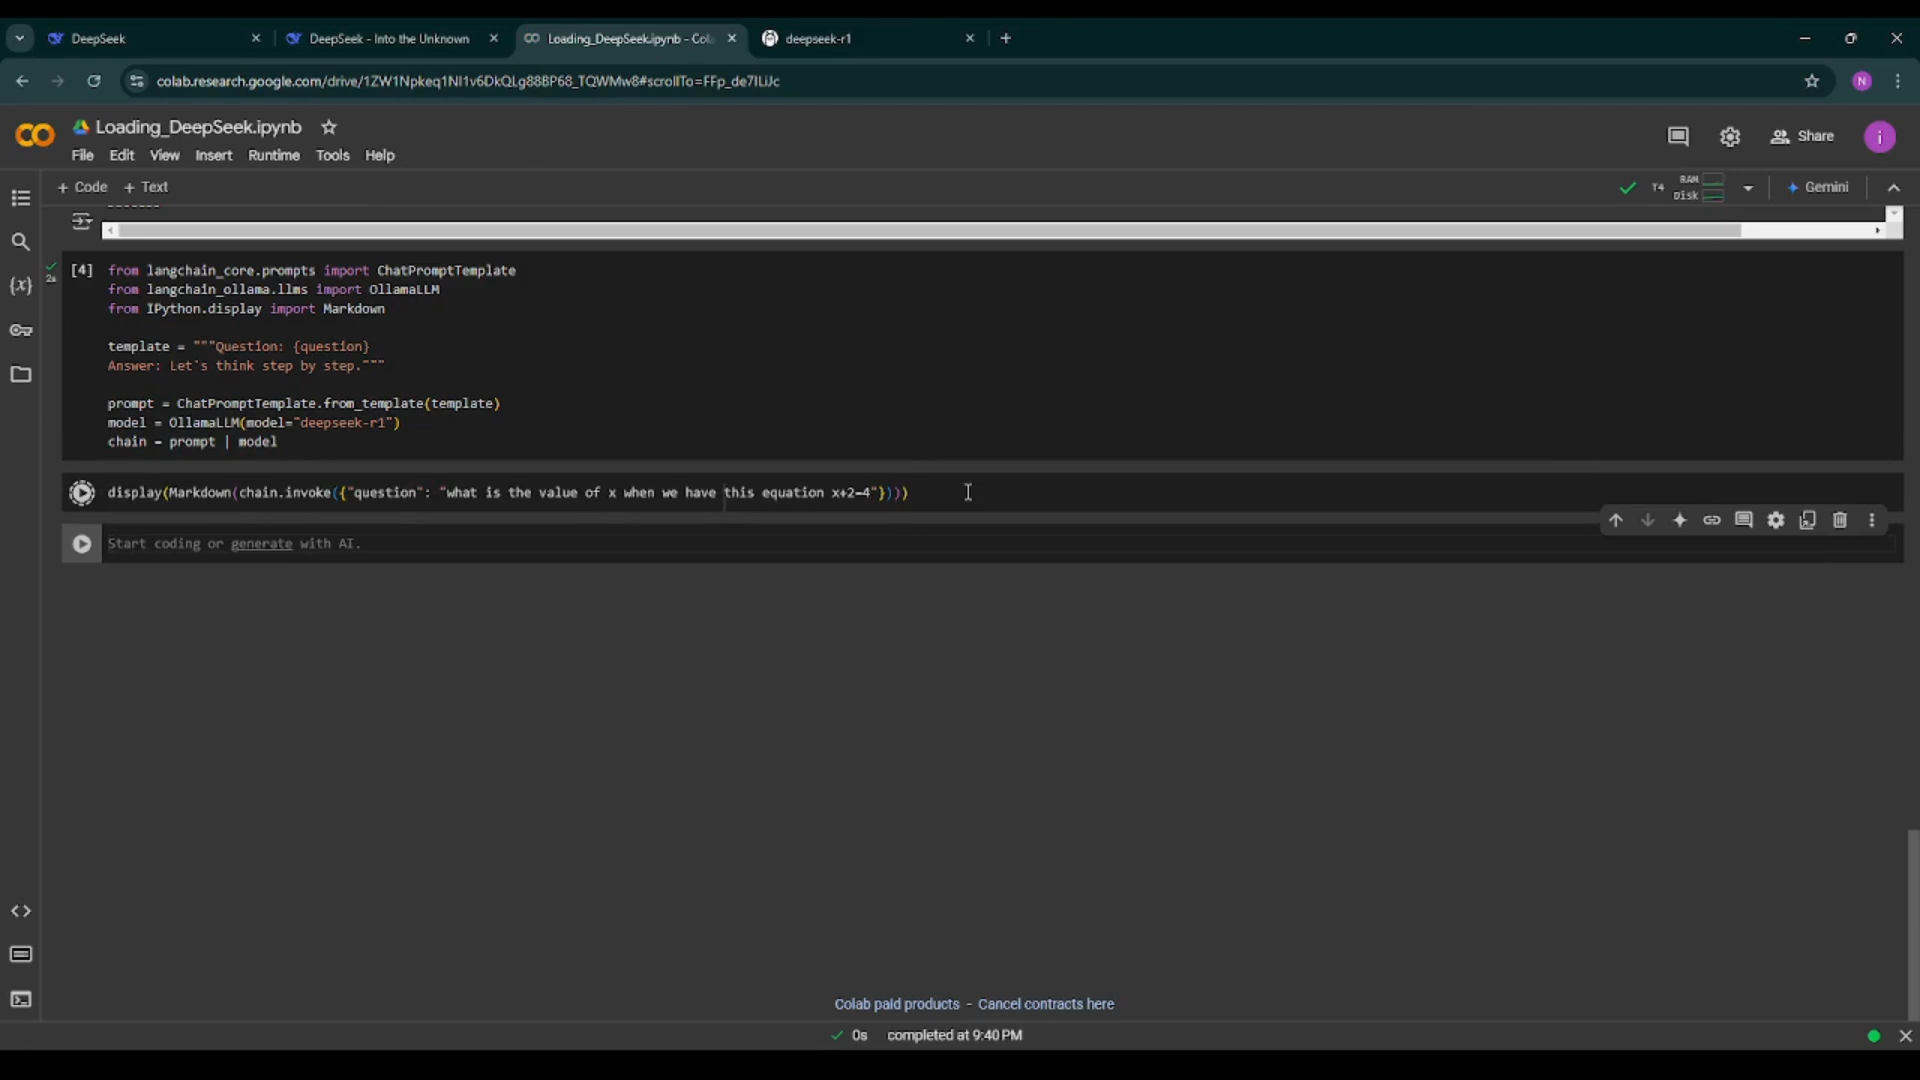 DeepSeek
DeepSeek - Into the Unknown
Loading_DeepSeek.ipynb - Col
deepseek-r1
colab.research.google.com/drive/1ZW1Npkeq1NI1v6DkQLg88BP68_TQWMw8#scrollTo=FFp_de7ILiJc
N
Loading_DeepSeek.ipynb
Share
i
File Edit View Insert Runtime Tools Help
+ Code + Text
T4
RAM
Disk
Gemini
[4]
2s
from langchain_core.prompts import ChatPromptTemplate
from langchain_ollama.llms import OllamaLLM
from IPython.display import Markdown
template = """Question: {question}
Answer: Let's think step by step."""
prompt = ChatPromptTemplate.from_template(template)
model = OllamaLLM(model="deepseek-r1")
chain = prompt | model
display(Markdown(chain.invoke({"question": "what is the value of x when we have this equation x+2=4"})))
Start coding or generate with AI.
Colab paid products - Cancel contracts here
0s completed at 9:40 PM